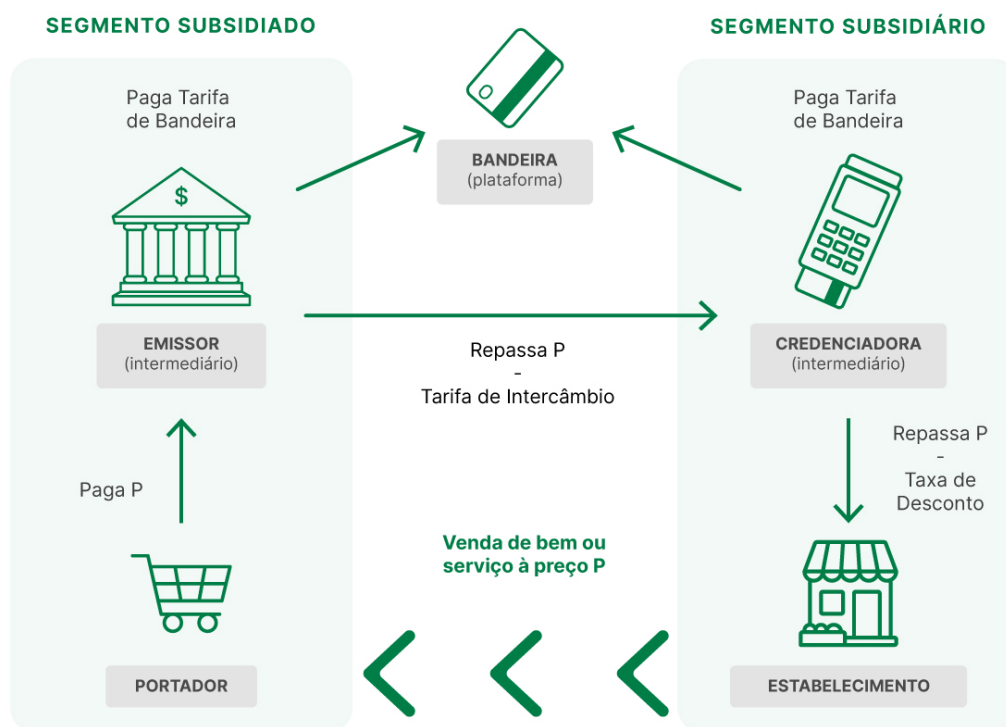 SEGMENTO SUBSIDIADO
SEGMENTO SUBSIDIÁRIO
Paga Tarifa
de Bandeira
Paga Tarifa
de Bandeira
BANDEIRA
(plataforma)
$
EMISSOR
(intermediário)
CREDENCIADORA
(intermediário)
Repassa P
-
Tarifa de Intercâmbio
Repassa P
-
Taxa de
Desconto
Paga P
Venda de bem ou
serviço à preço P
PORTADOR
ESTABELECIMENTO